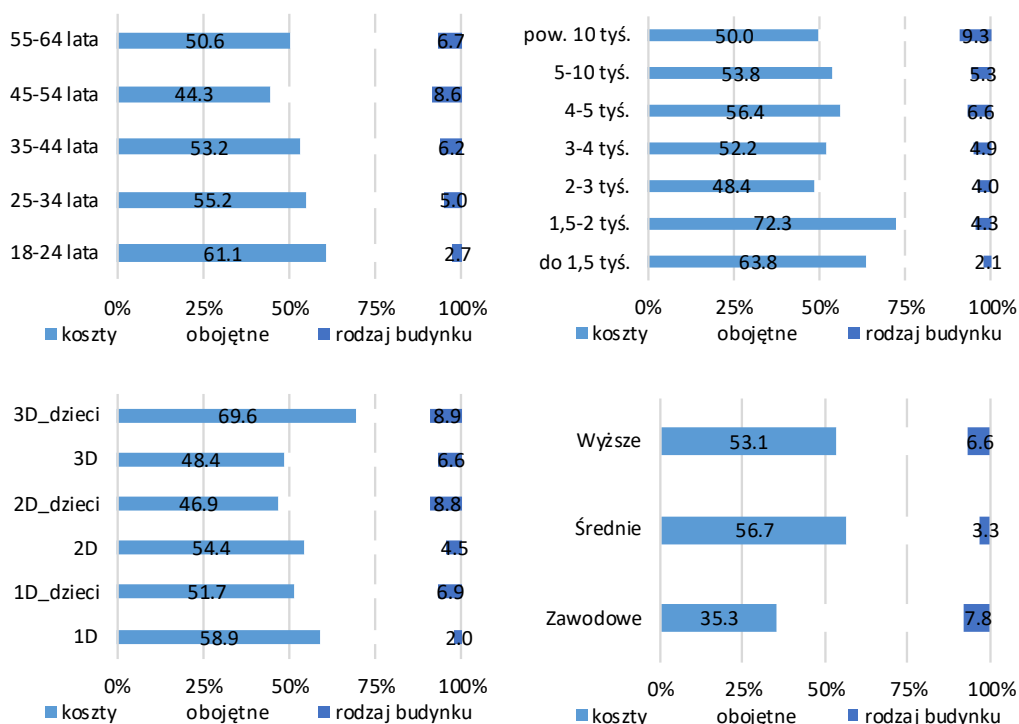 55-64 lata 50.6 6.7
45-54 lata 44.3 8.6
35-44 lata 53.2 6.2
25-34 lata 55.2 5.0
18-24 lata 61.1 2.7
0% 25% 50% 75% 100%
koszty obojętne rodzaj budynku
pow. 10 tyś. 50.0 9.3
5-10 tyś. 53.8 5.3
4-5 tyś. 56.4 6.6
3-4 tyś. 52.2 4.9
2-3 tyś. 48.4 4.0
1,5-2 tyś. 72.3 4.3
do 1,5 tyś. 63.8 2.1
0% 25% 50% 75% 100%
koszty obojętne rodzaj budynku
3D_dzieci 69.6 8.9
3D 48.4 6.6
2D_dzieci 46.9 8.8
2D 54.4 4.5
1D_dzieci 51.7 6.9
1D 58.9 2.0
0% 25% 50% 75% 100%
koszty obojętne rodzaj budynku
Wyższe 53.1 6.6
Średnie 56.7 3.3
Zawodowe 35.3 7.8
0% 25% 50% 75% 100%
koszty obojętne rodzaj budynku